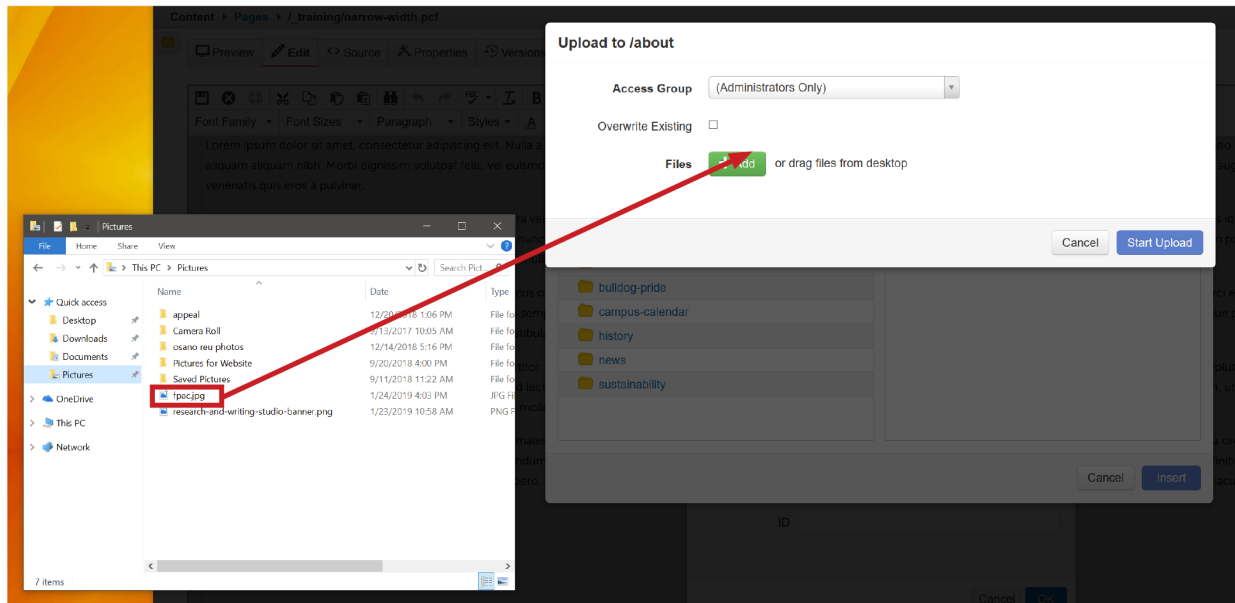 Content Pages /_training/narrow-width.pcf
Preview Edit <> Source Properties Versions
Font Family Font Sizes Paragraph Styles A
Lorem ipsum dolor sit amet, consectetur adipiscing elit. Nulla a
aliquam aliquam nibh. Morbi dignissim volutpat felis, vel euismo
venenatis quis eros a pulvinar.
Upload to /about
Access Group (Administrators Only)
Overwrite Existing
Files Add or drag files from desktop
Cancel Start Upload
Pictures
File Home Share View
This PC > Pictures Search Pict...
Name Date Type
Quick access
Desktop
Downloads
Documents
Pictures
OneDrive
This PC
Network
appeal 12/20/2018 1:06 PM File fo
Camera Roll 9/13/2017 10:05 AM File fo
osano reu photos 12/14/2018 5:16 PM File fo
Pictures for Website 9/20/2018 4:00 PM File fo
Saved Pictures 9/11/2018 11:22 AM File fo
fpac.jpg 1/24/2019 4:03 PM JPG Fi
research-and-writing-studio-banner.png 1/23/2019 10:58 AM PNG F
7 items
bulldog-pride
campus-calendar
history
news
sustainability
Cancel Insert
ID
Cancel OK